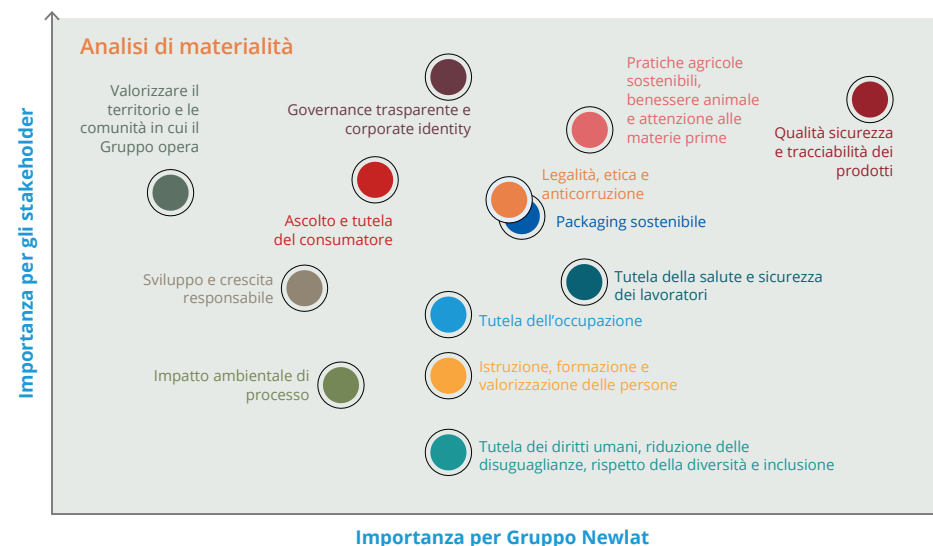 Analisi di materialità
Valorizzare il
territorio e le
comunità in cui il
Gruppo opera
Governance trasparente e
corporate identity
Pratiche agricole
sostenibili,
benessere animale
e attenzione alle
materie prime
Qualità sicurezza
e tracciabilità dei
prodotti
Ascolto e tutela
del consumatore
Legalità, etica e
anticorruzione
Packaging sostenibile
Sviluppo e crescita
responsabile
Tutela della salute e sicurezza
dei lavoratori
Tutela dell’occupazione
Impatto ambientale di
processo
Istruzione, formazione e
valorizzazione delle persone
Tutela dei diritti umani, riduzione delle
disuguaglianze, rispetto della diversità e inclusione
Importanza per gli stakeholder
Importanza per Gruppo Newlat